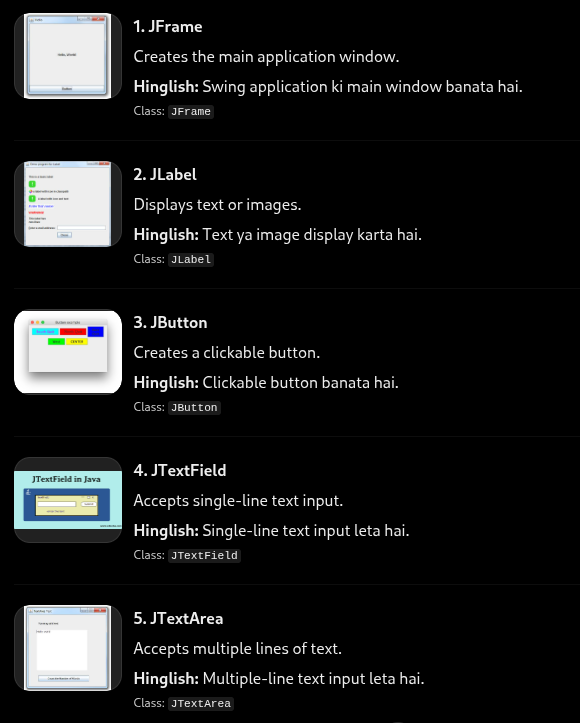 1. JFrame
Creates the main application window.
Hinglish: Swing application ki main window banata hai.
Class: JFrame
2. JLabel
Displays text or images.
Hinglish: Text ya image display karta hai.
Class: JLabel
3. JButton
Creates a clickable button.
Hinglish: Clickable button banata hai.
Class: JButton
JTextField in Java
4. JTextField
Accepts single-line text input.
Hinglish: Single-line text input leta hai.
Class: JTextField
5. JTextArea
Accepts multiple lines of text.
Hinglish: Multiple-line text input leta hai.
Class: JTextArea